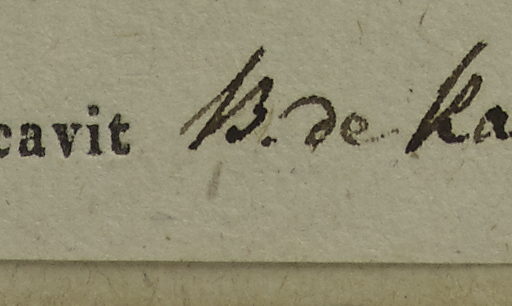 cavit B. de Ka